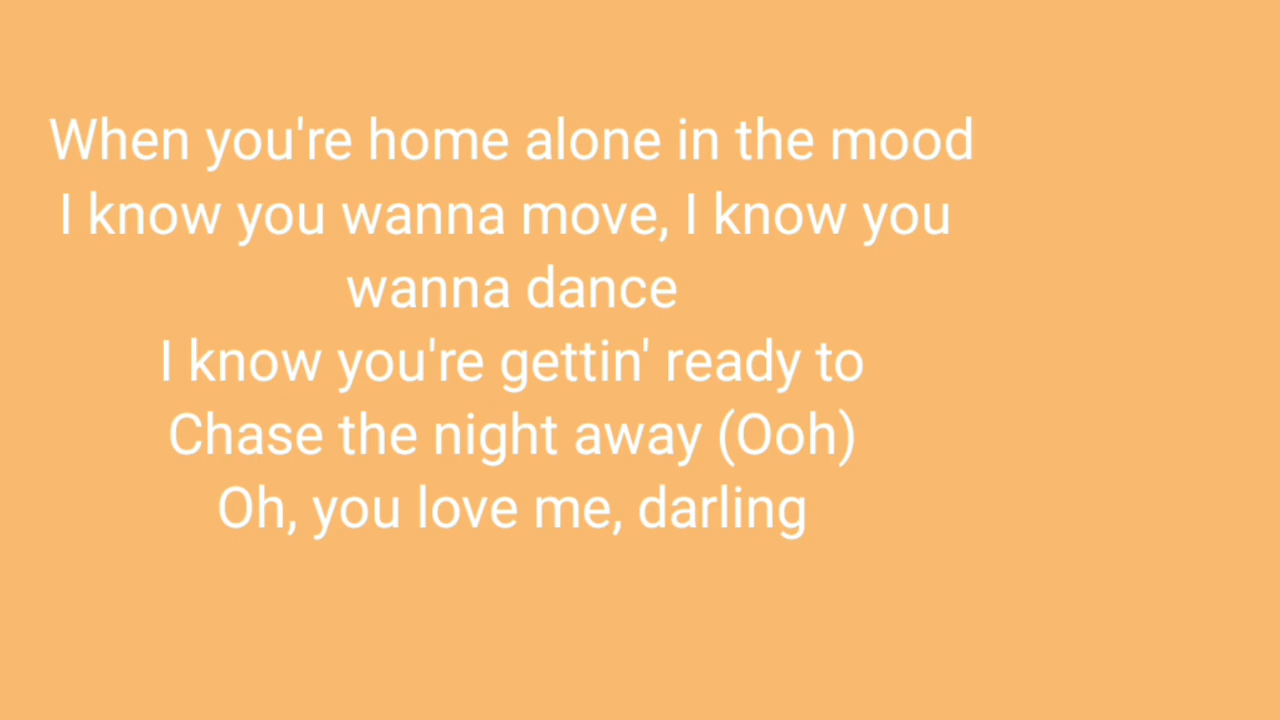 When you're home alone in the mood
I know you wanna move, I know you
wanna dance
I know you're gettin' ready to
Chase the night away (Ooh)
Oh, you love me, darling